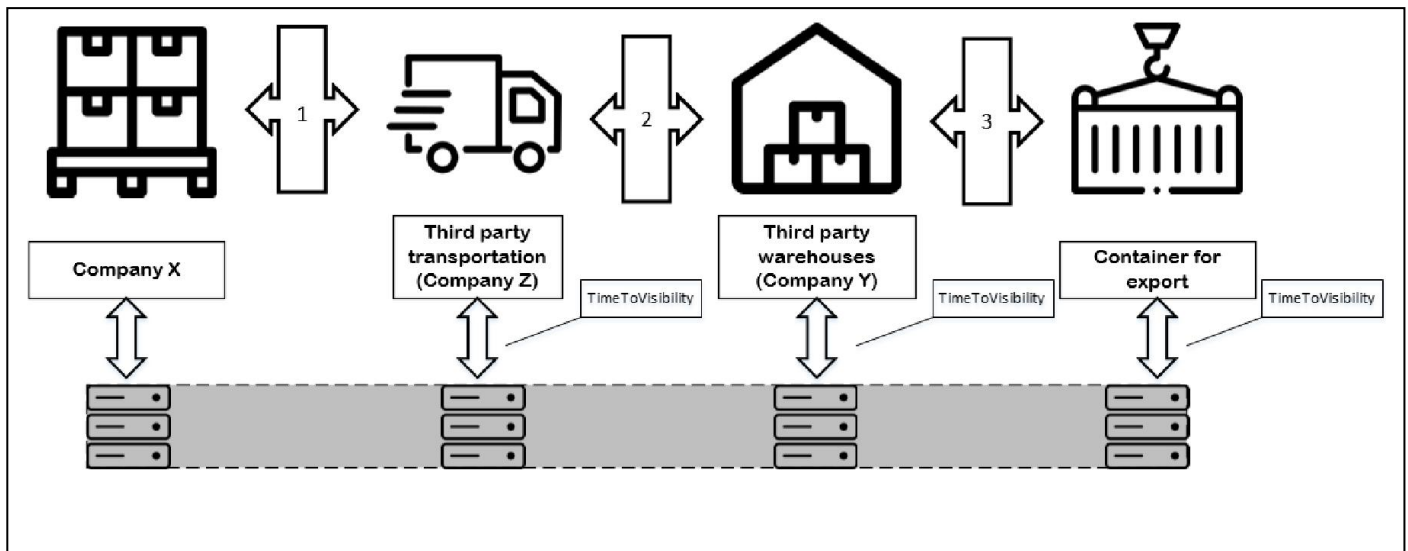 1
2
3
Company X
Third party
transportation
(Company Z)
TimeToVisibility
Third party
warehouses
(Company Y)
TimeToVisibility
Container for
export
TimeToVisibility